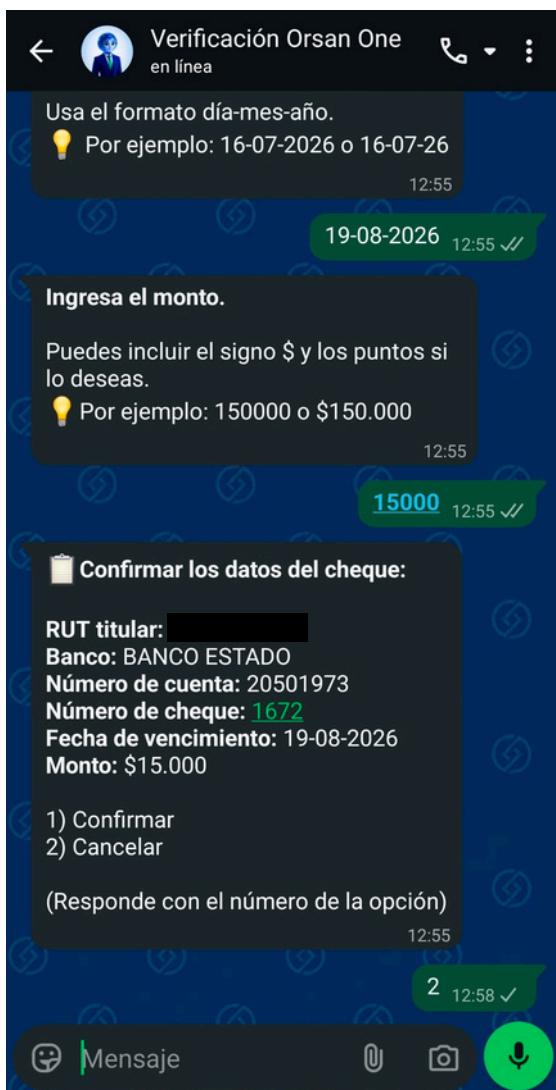 Verificación Orsan One
en línea
Usa el formato día-mes-año.
💡 Por ejemplo: 16-07-2026 o 16-07-26
12:55
19-08-2026 12:55
Ingresa el monto.
Puedes incluir el signo $ y los puntos si
lo deseas.
💡 Por ejemplo: 150000 o $150.000
12:55
15000 12:55
📋 Confirmar los datos del cheque:
RUT titular:
Banco: BANCO ESTADO
Número de cuenta: 20501973
Número de cheque: 1672
Fecha de vencimiento: 19-08-2026
Monto: $15.000
1) Confirmar
2) Cancelar
(Responde con el número de la opción)
12:55
2 12:58
Mensaje